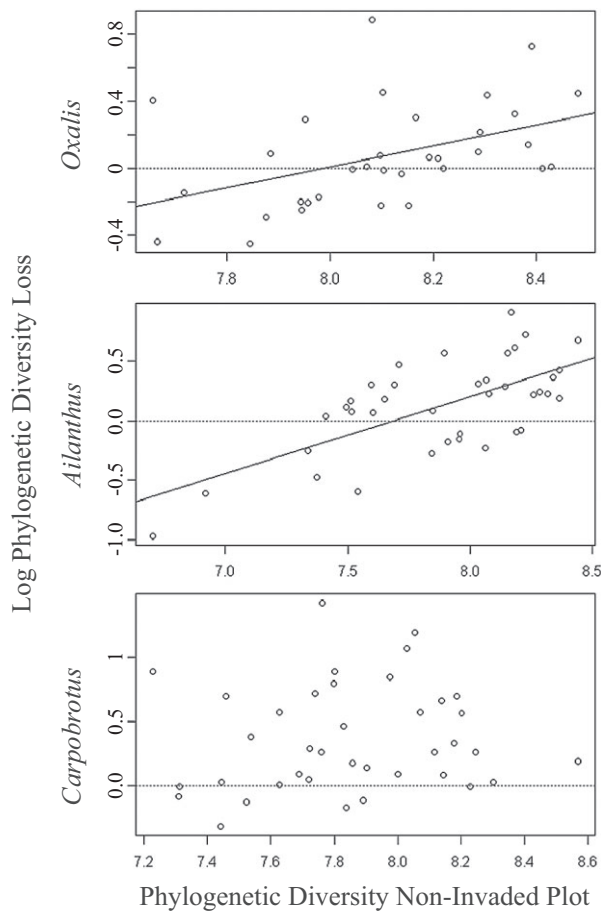 Log Phylogenetic Diversity Loss
Oxalis
0.8
0.4
0
-0.4
7.8 8.0 8.2 8.4
Ailanthus
0.5
0.0
-1.0
7.0 7.5 8.0 8.5
Carpobrotus
1
0.5
0.0
7.2 7.4 7.6 7.8 8.0 8.2 8.4 8.6
Phylogenetic Diversity Non-Invaded Plot